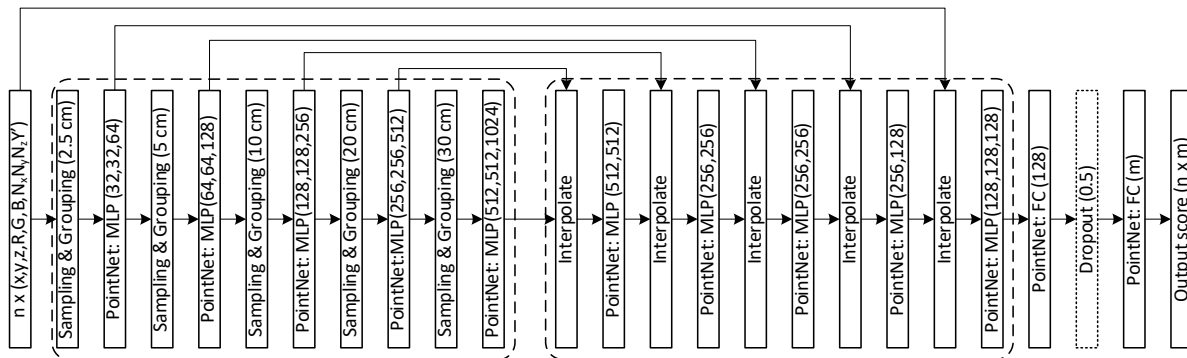 n x (x,y,z,R,G,B,NxNyNzY')
Sampling & Grouping (2.5 cm)
PointNet: MLP (32,32,64)
Sampling & Grouping (5 cm)
PointNet: MLP(64,64,128)
Sampling & Grouping (10 cm)
PointNet: MLP(128,128,256)
Sampling & Grouping (20 cm)
PointNet:MLP(256,256,512)
Sampling & Grouping (30 cm)
PointNet: MLP(512,512,1024)
Interpolate
PointNet: MLP (512,512)
Interpolate
PointNet: MLP(256,256)
Interpolate
PointNet: MLP(256,256)
Interpolate
PointNet: MLP(256,128)
Interpolate
PointNet: MLP(128,128,128)
PointNet: FC (128)
Dropout (0.5)
PointNet: FC (m)
Output score (n x m)